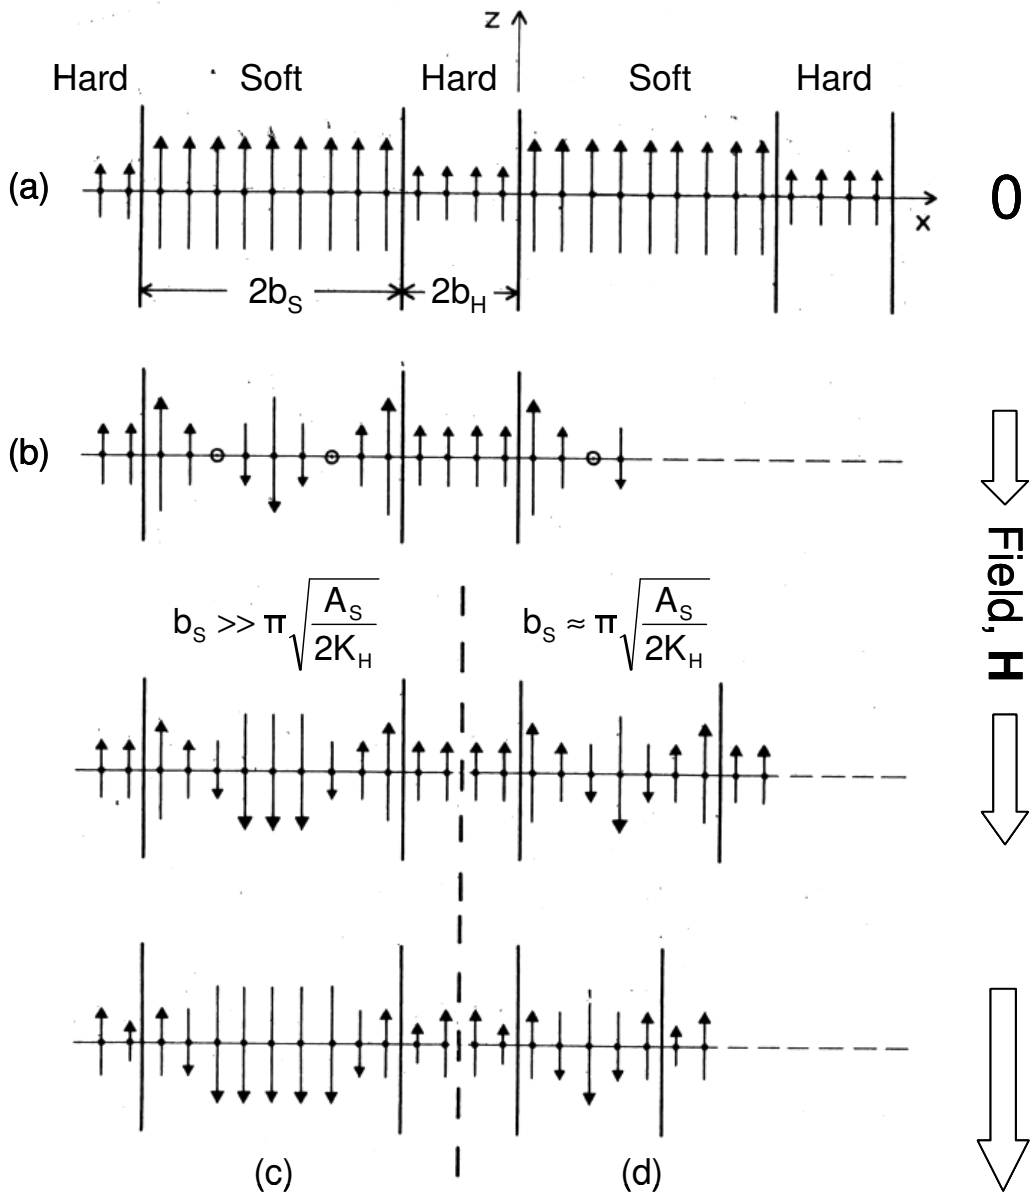 z
Hard Soft Hard Soft Hard
(a) 0
x
2b_S 2b_H
(b)
b_S >> π√(A_S/2K_H) b_S ≈ π√(A_S/2K_H)
Field, H
(c) (d)